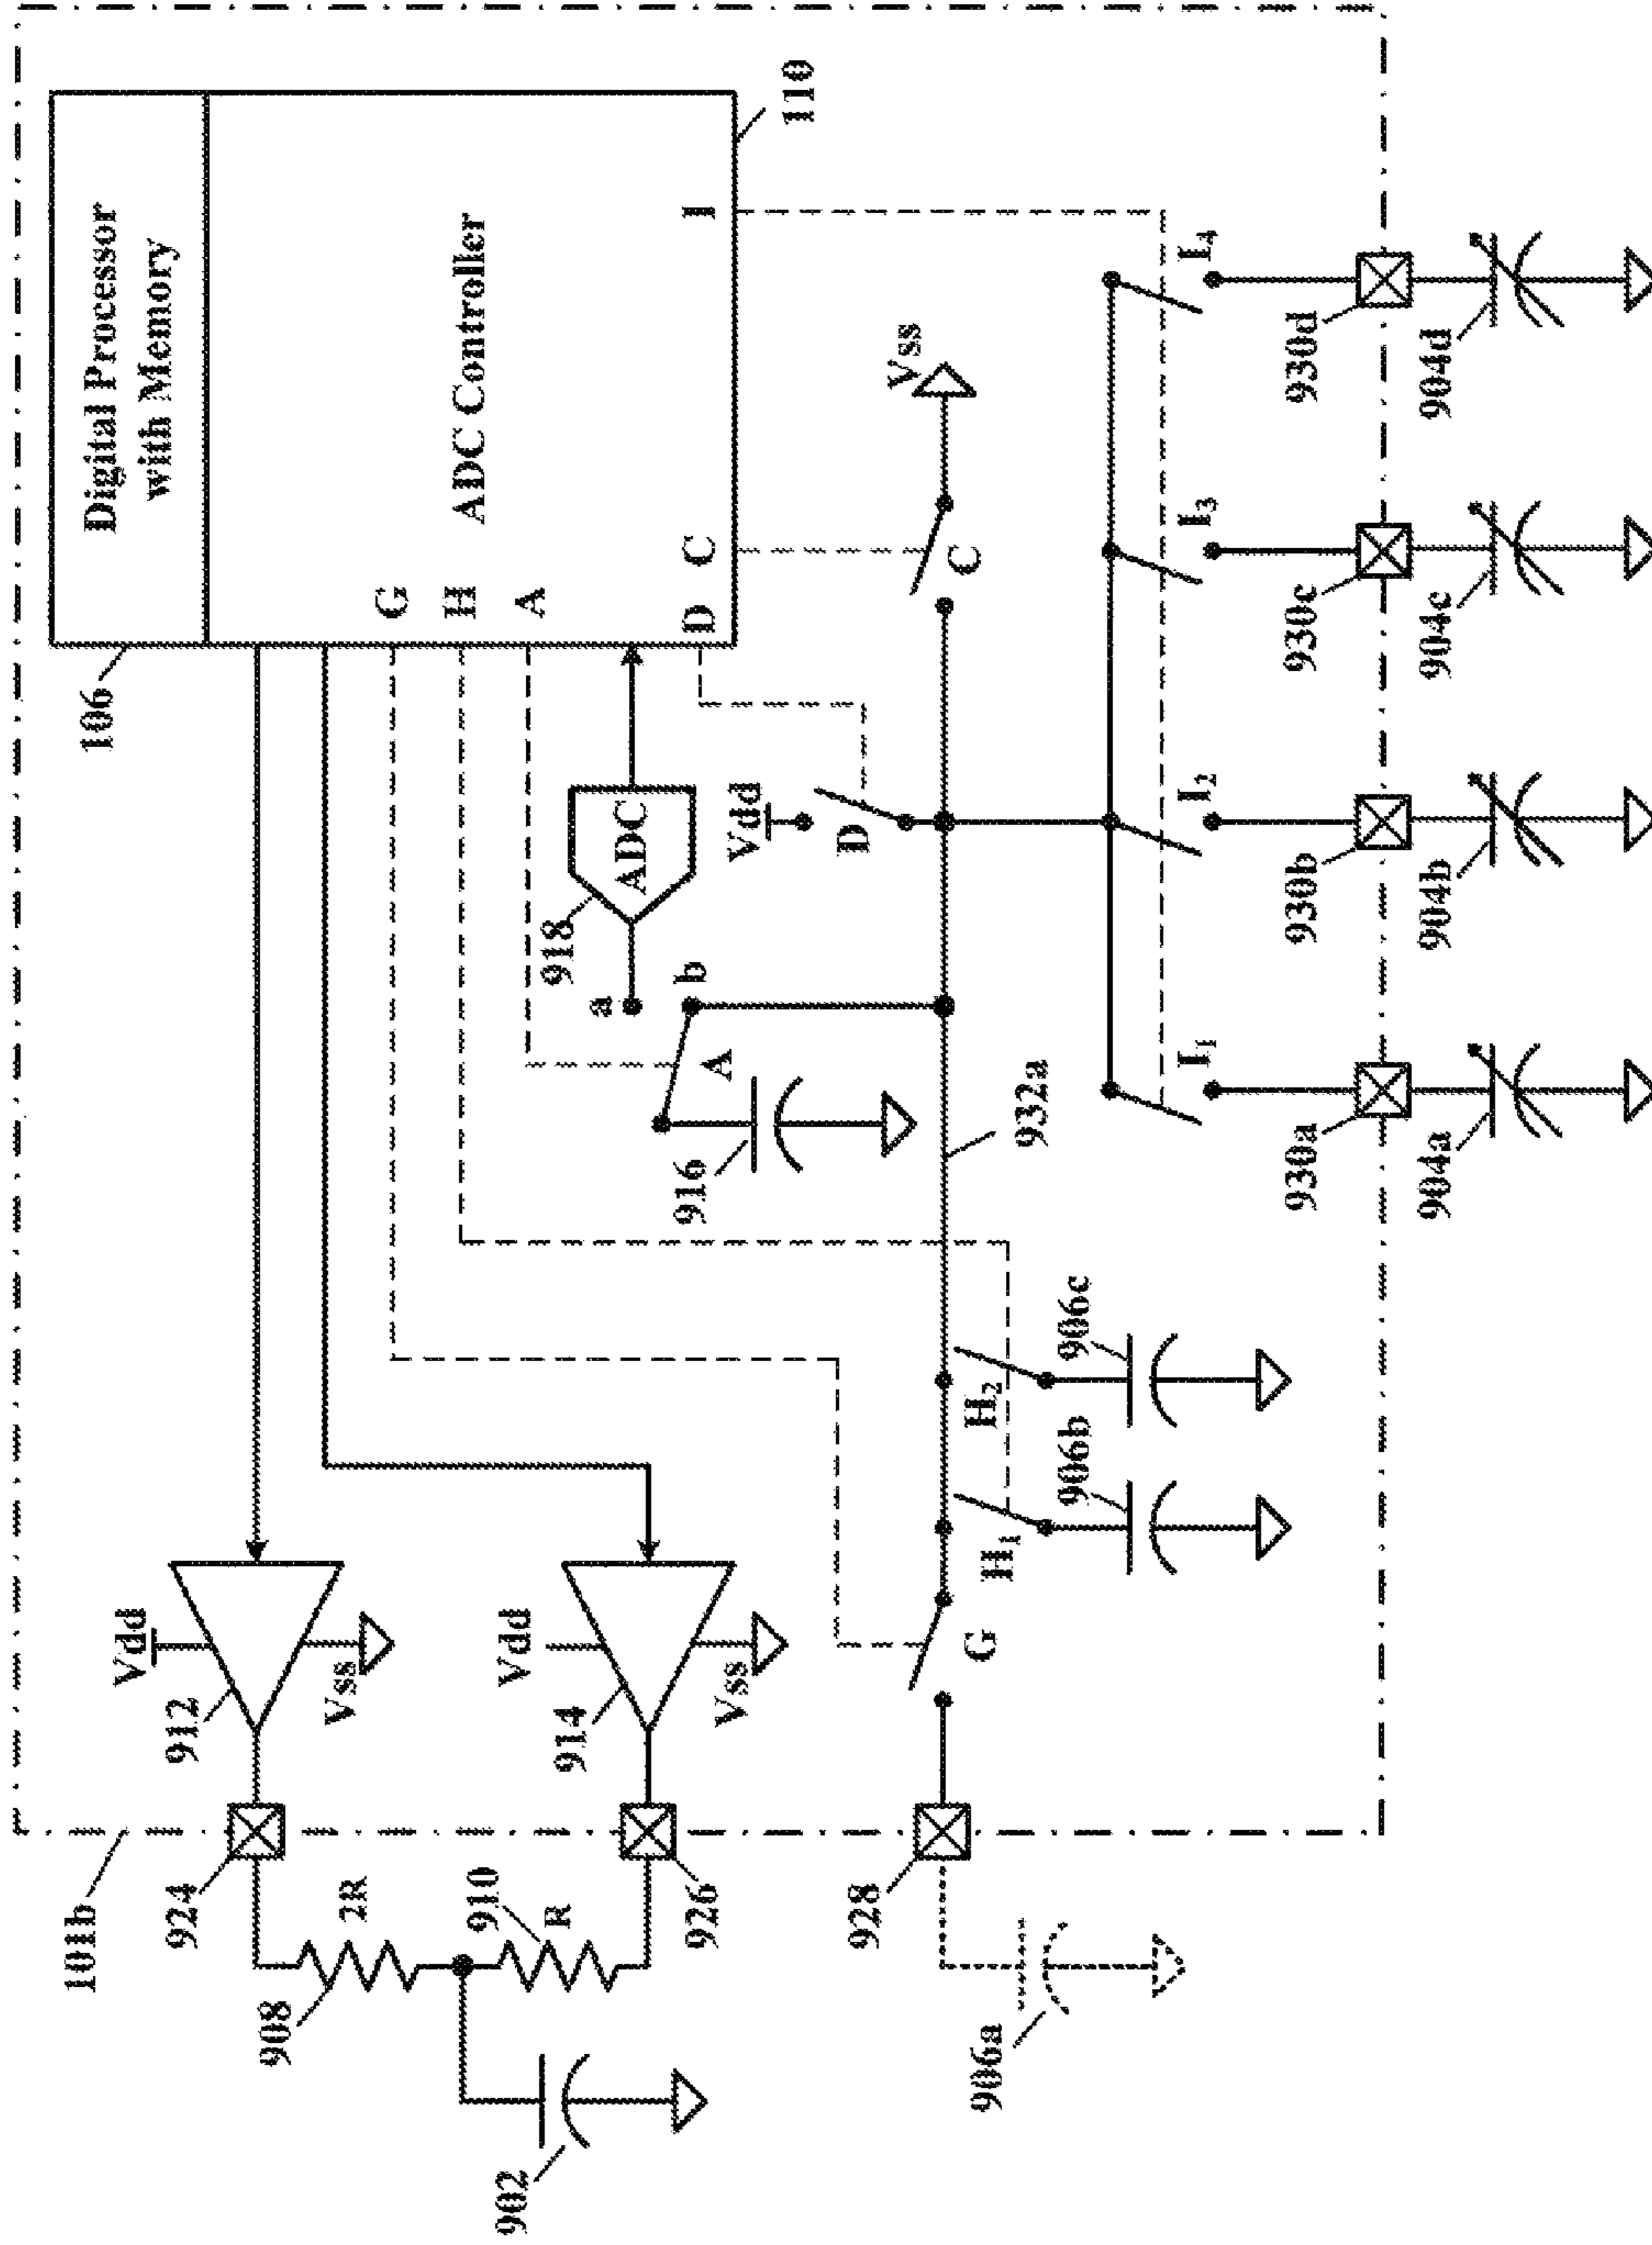 101b
106
Digital Processor
with Memory
ADC Controller
110
G
H
A
D
C
I
924
912
Vdd
Vss
908
2R
910
R
902
926
914
Vdd
Vss
918
ADC
a
b
A
916
Vdd
D
C
Vss
928
906a
G
H₁
H₂
906b
906c
932a
I₁
I₂
I₃
I₄
930a
930b
930c
930d
904a
904b
904c
904d